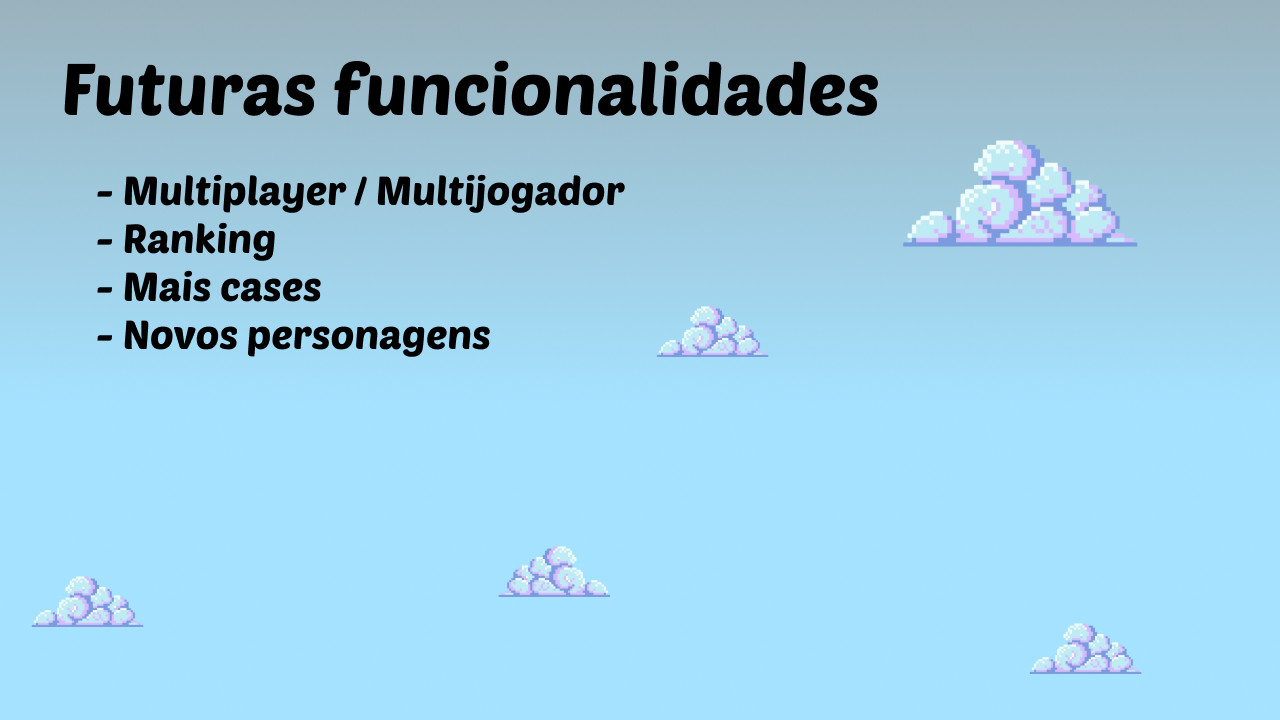 Futuras funcionalidades
- Multiplayer / Multijogador
- Ranking
- Mais cases
- Novos personagens